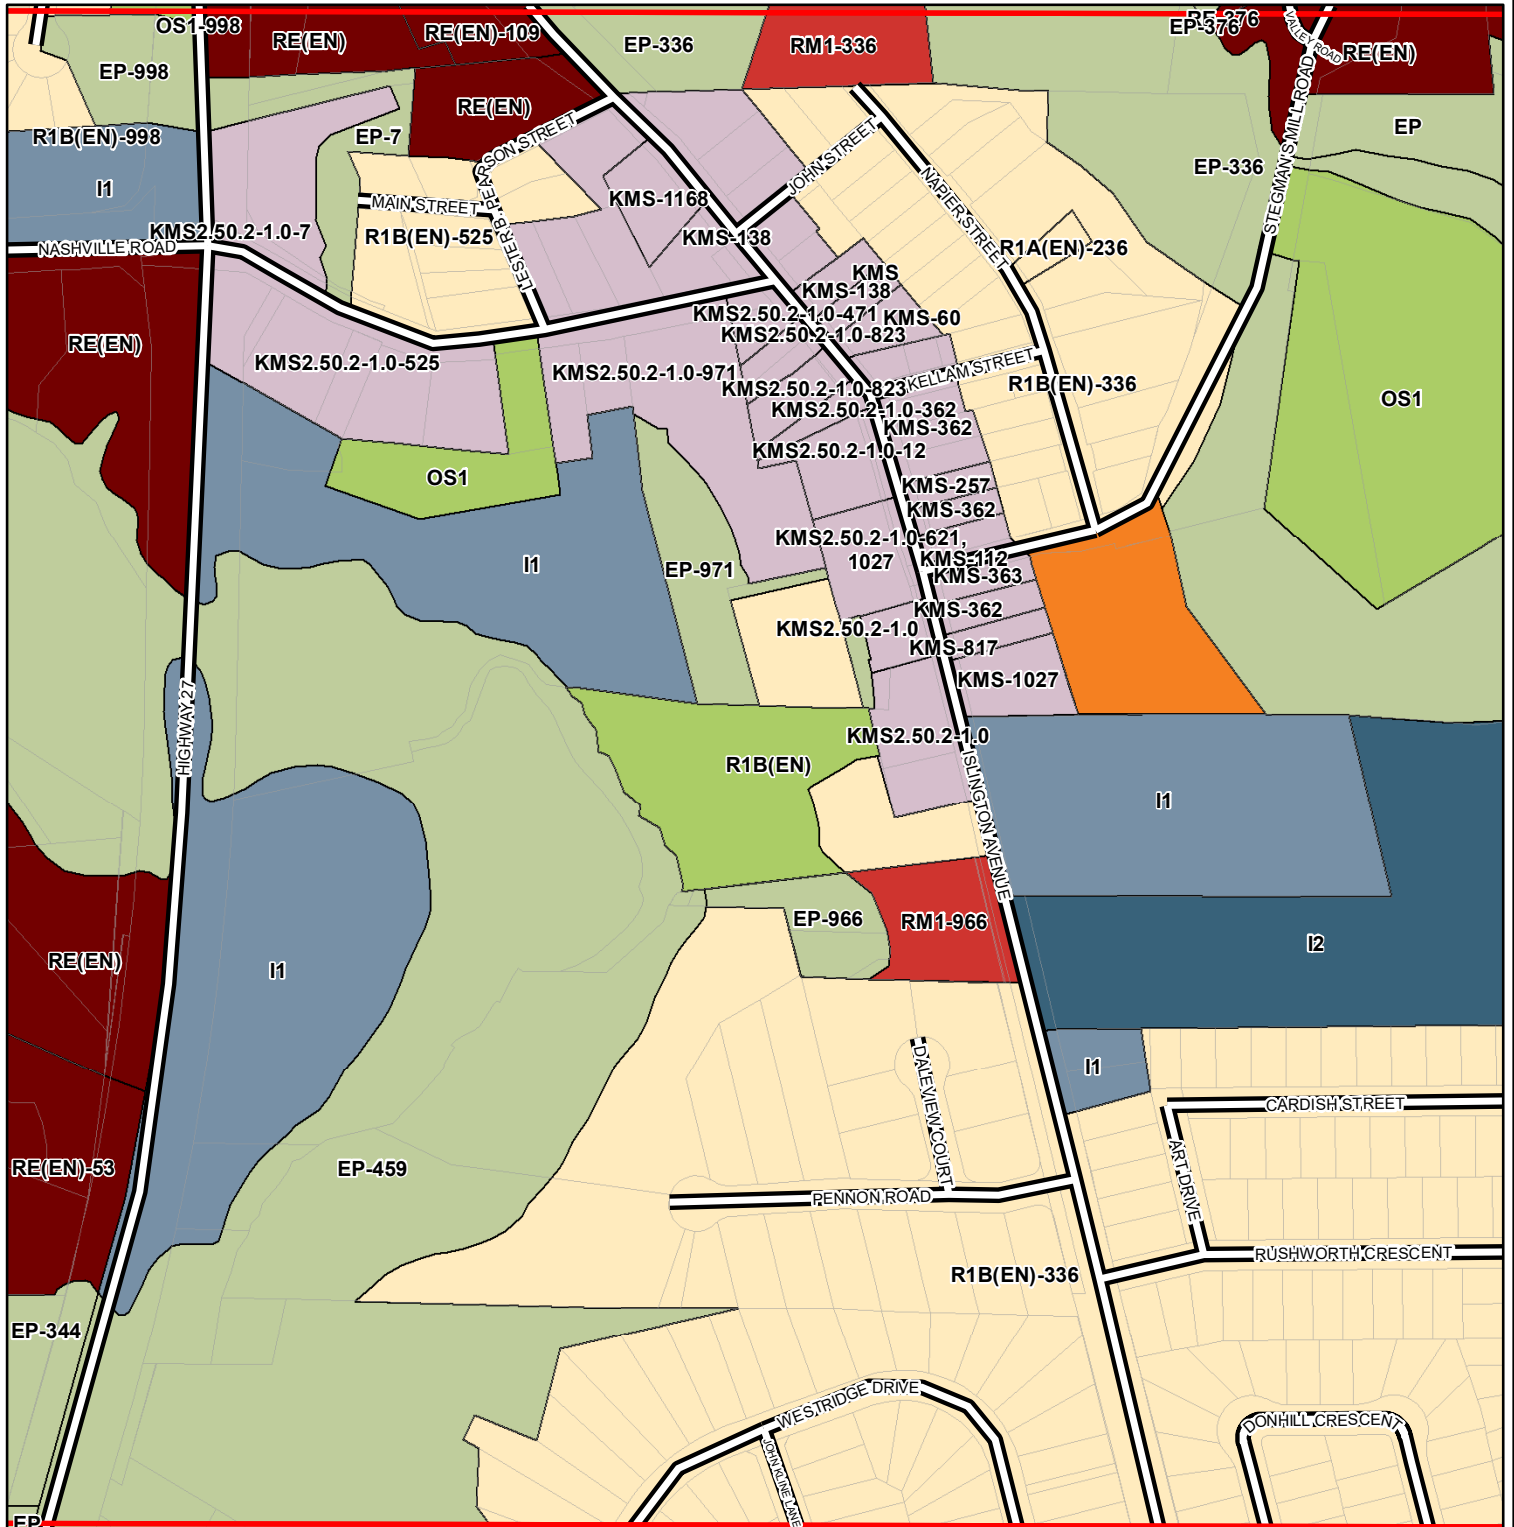 OS1-998
RE(EN)
RE(EN)-109
EP-336
RM1-336
RE-376
EP-376
VALLEY ROAD
RE(EN)
EP-998
RE(EN)
EP
R1B(EN)-998
EP-7
PEARSON STREET
LESTER B.
JOHN STREET
NAPIER STREET
EP-336
STEGMAN'S MILL ROAD
I1
MAIN STREET
KMS-1168
KMS2.50.2-1.0-7
R1B(EN)-525
KMS-138
R1A(EN)-236
NASHVILLE ROAD
KMS
KMS-138
KMS2.50.2-1.0-471
KMS-60
KMS2.50.2-1.0-823
RE(EN)
KMS2.50.2-1.0-525
KMS2.50.2-1.0-971
KELLAM STREET
R1B(EN)-336
KMS2.50.2-1.0-823
OS1
KMS2.50.2-1.0-362
KMS-362
KMS2.50.2-1.0-12
OS1
KMS-257
KMS-362
KMS2.50.2-1.0-621,
1027
KMS-112
I1
EP-971
KMS-363
KMS-362
KMS2.50.2-1.0
KMS-817
KMS-1027
HIGHWAY 27
KMS2.50.2-1.0
R1B(EN)
ISLINGTON AVENUE
I1
EP-966
RM1-966
I2
RE(EN)
I1
I1
DALEVIEW COURT
CARDISH STREET
ART DRIVE
RE(EN)-53
EP-459
PENNON ROAD
RUSHWORTH CRESCENT
R1B(EN)-336
EP-344
WESTRIDGE DRIVE
JOHN KLINE LANE
DONHILL CRESCENT
EP